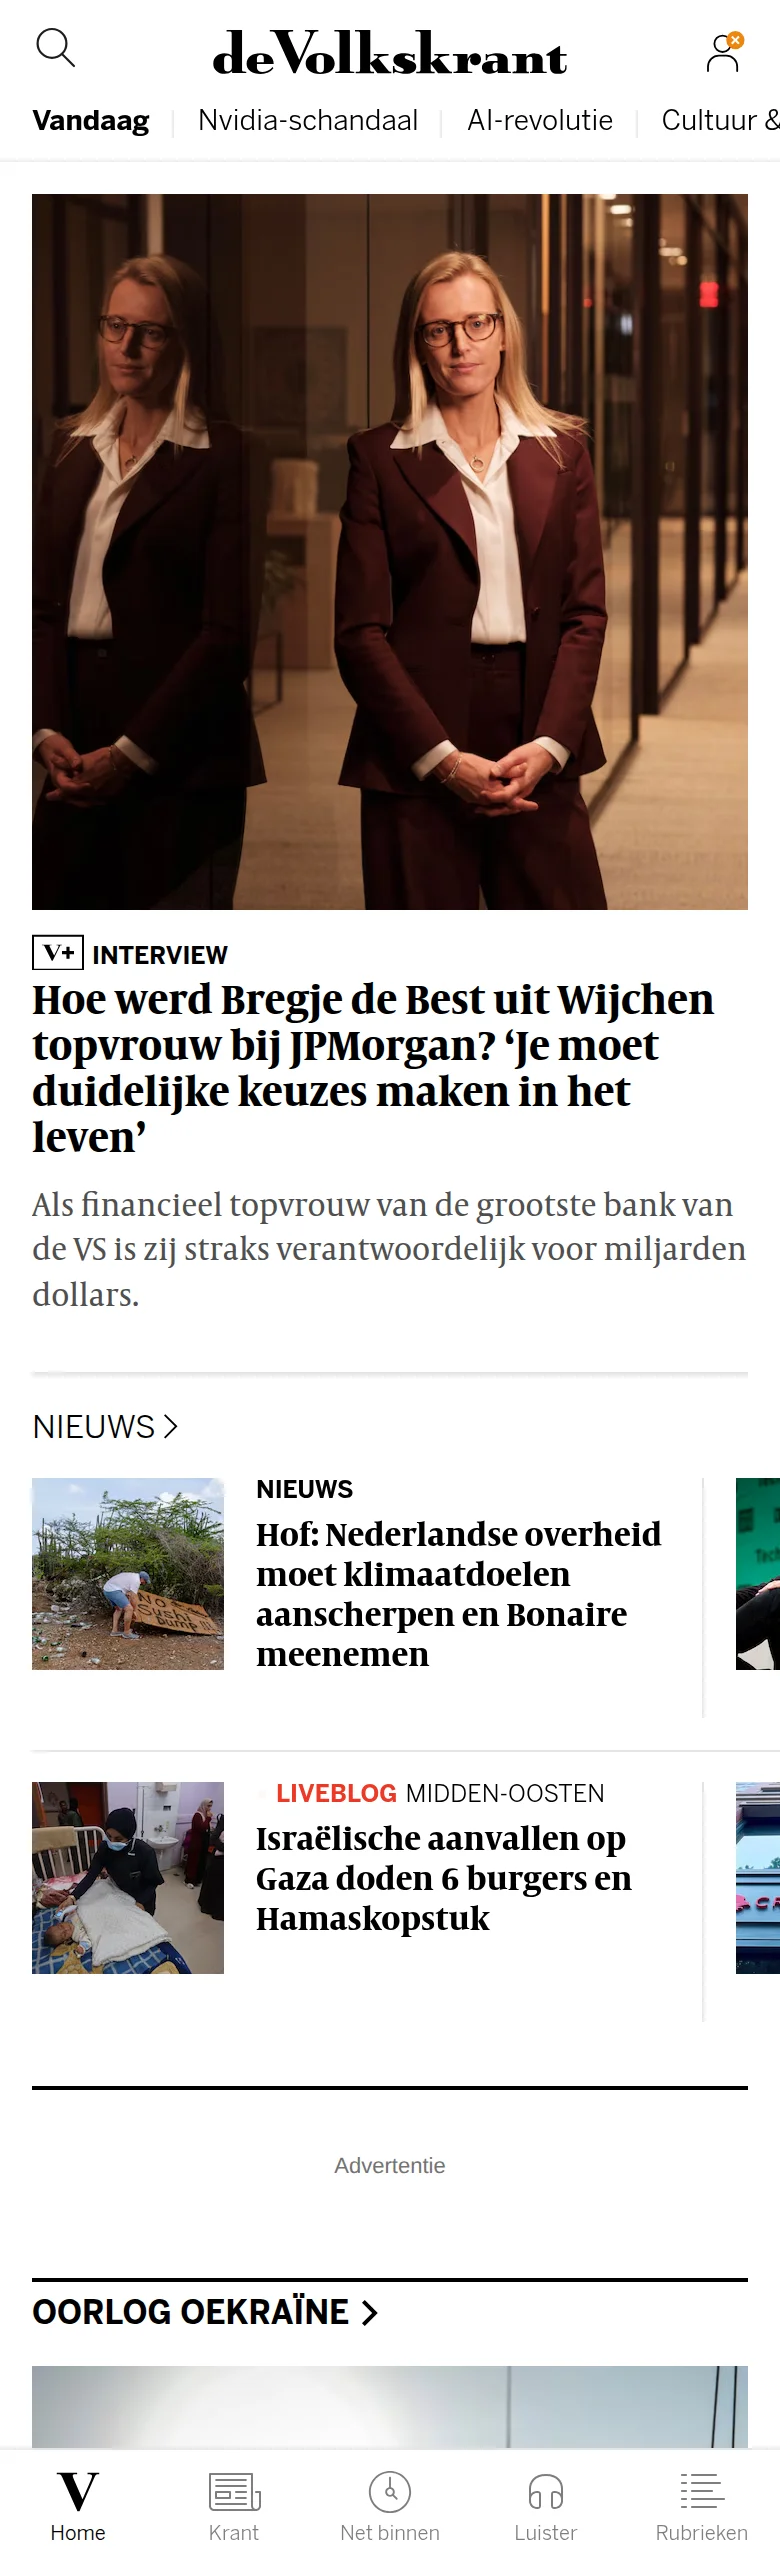 deVolkskrant
Vandaag
Nvidia-schandaal
AI-revolutie
Cultuur &
V+ INTERVIEW
Hoe werd Bregje de Best uit Wijchen
topvrouw bij JPMorgan? ‘Je moet
duidelijke keuzes maken in het
leven’
Als financieel topvrouw van de grootste bank van
de VS is zij straks verantwoordelijk voor miljarden
dollars.
NIEUWS
NO
DUMP
NIEUWS
Hof: Nederlandse overheid
moet klimaatdoelen
aanscherpen en Bonaire
meenemen
Tech
LIVEBLOG MIDDEN-OOSTEN
Israëlische aanvallen op
Gaza doden 6 burgers en
Hamaskopstuk
Advertentie
OORLOG OEKRAÏNE
V
Home
Krant
Net binnen
Luister
Rubrieken